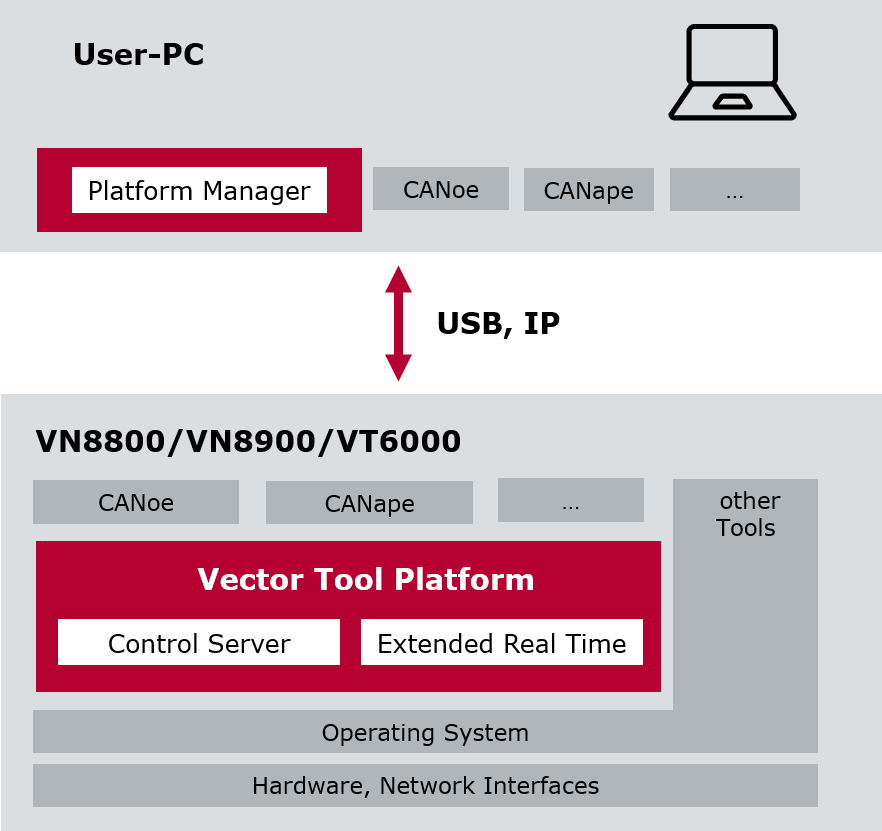 User-PC
Platform Manager
CANoe
CANape
...
USB, IP
VN8800/VN8900/VT6000
CANoe
CANape
...
other
Tools
Vector Tool Platform
Control Server
Extended Real Time
Operating System
Hardware, Network Interfaces